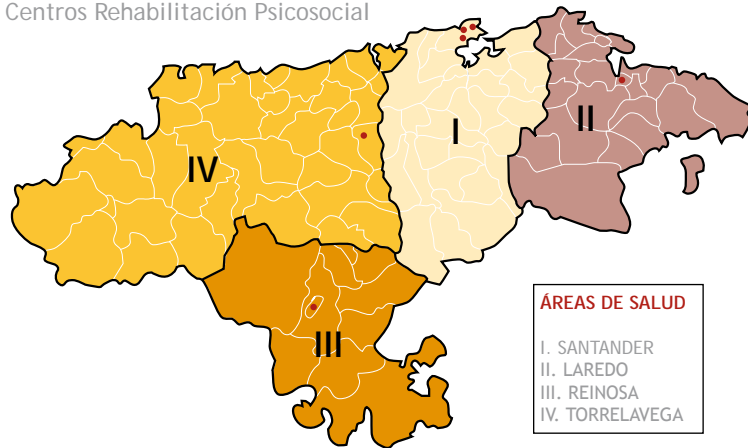 Centros Rehabilitación Psicosocial
I
II
IV
III
ÁREAS DE SALUD
I. SANTANDER
II. LAREDO
III. REINOSA
IV. TORRELAVEGA